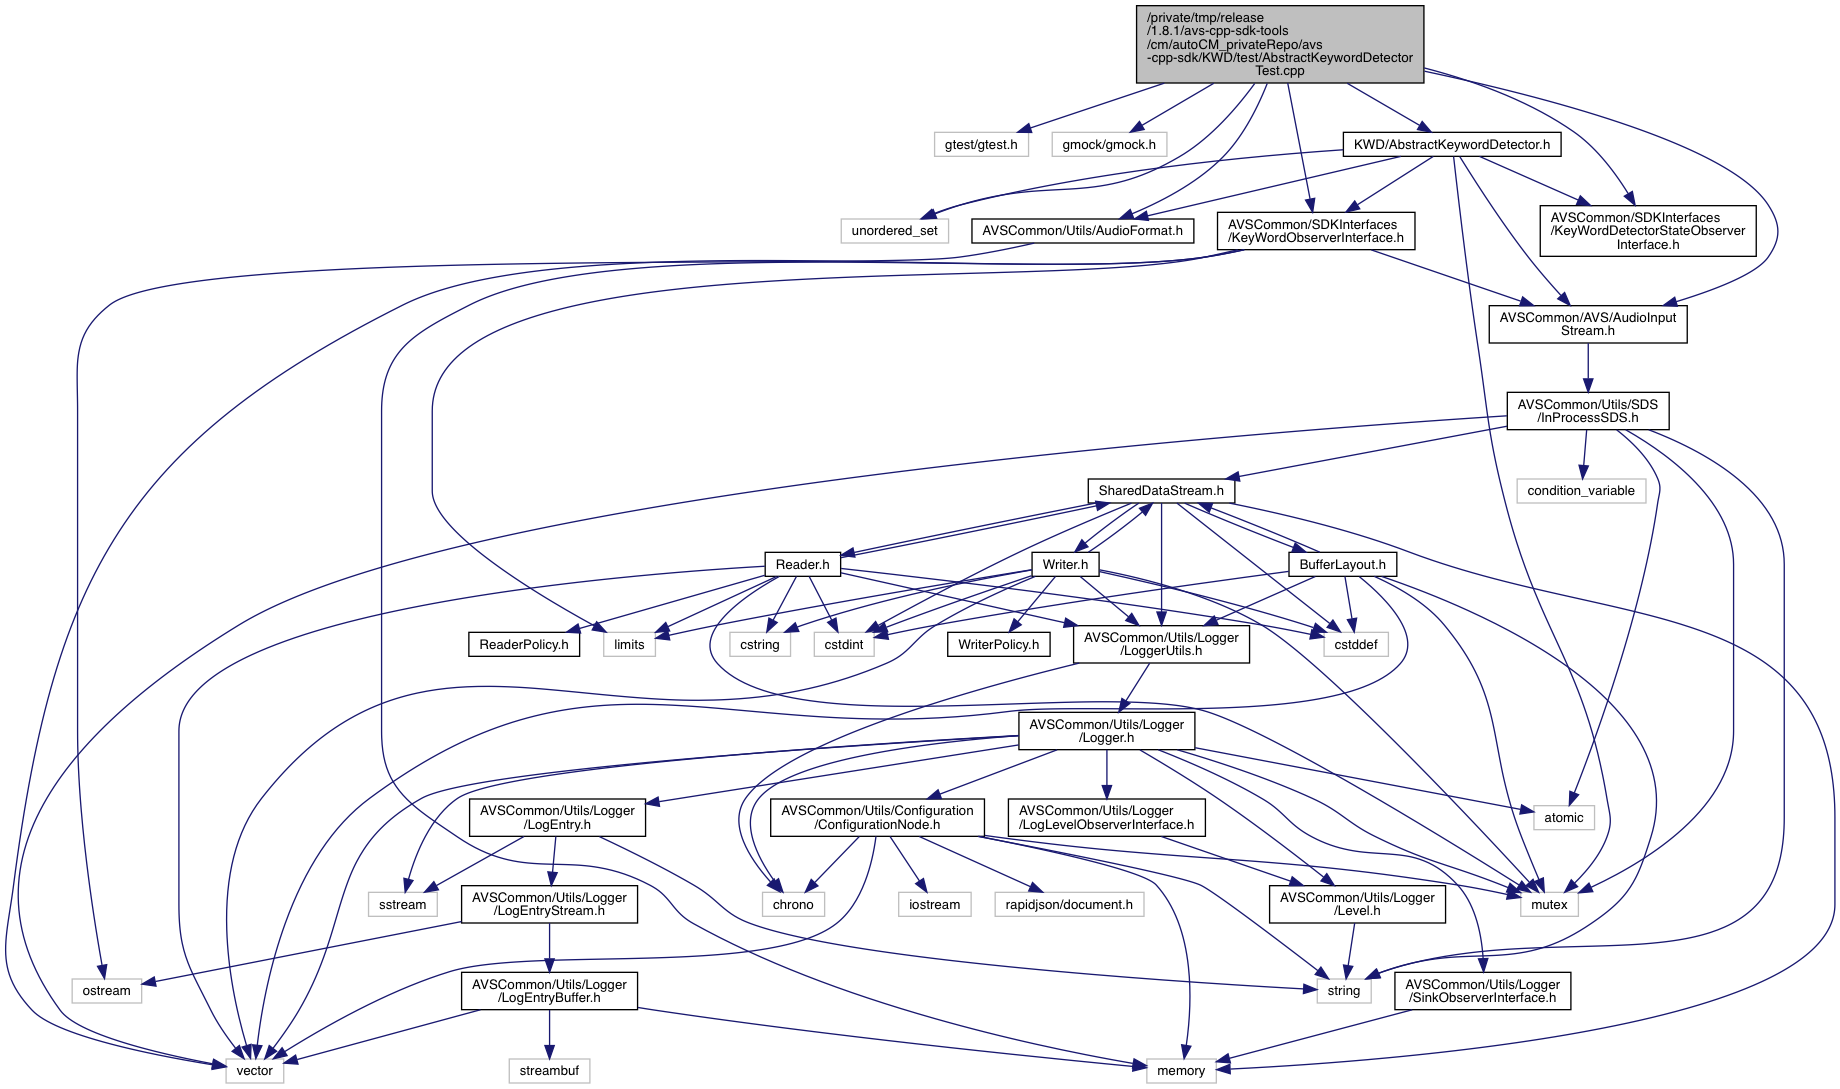 /private/tmp/release
/1.8.1/avs-cpp-sdk-tools
/cm/autoCM_privateRepo/avs
-cpp-sdk/KWD/test/AbstractKeywordDetector
Test.cpp
gtest/gtest.h
gmock/gmock.h
KWD/AbstractKeywordDetector.h
unordered_set
AVSCommon/Utils/AudioFormat.h
AVSCommon/SDKInterfaces
/KeyWordObserverInterface.h
AVSCommon/SDKInterfaces
/KeyWordDetectorStateObserver
Interface.h
AVSCommon/AVS/AudioInput
Stream.h
AVSCommon/Utils/SDS
/InProcessSDS.h
SharedDataStream.h
condition_variable
Reader.h
Writer.h
BufferLayout.h
ReaderPolicy.h
limits
cstring
cstdint
WriterPolicy.h
AVSCommon/Utils/Logger
/LoggerUtils.h
cstddef
AVSCommon/Utils/Logger
/Logger.h
AVSCommon/Utils/Logger
/LogEntry.h
AVSCommon/Utils/Configuration
/ConfigurationNode.h
AVSCommon/Utils/Logger
/LogLevelObserverInterface.h
atomic
sstream
AVSCommon/Utils/Logger
/LogEntryStream.h
chrono
iostream
rapidjson/document.h
AVSCommon/Utils/Logger
/Level.h
mutex
ostream
AVSCommon/Utils/Logger
/LogEntryBuffer.h
string
AVSCommon/Utils/Logger
/SinkObserverInterface.h
vector
streambuf
memory